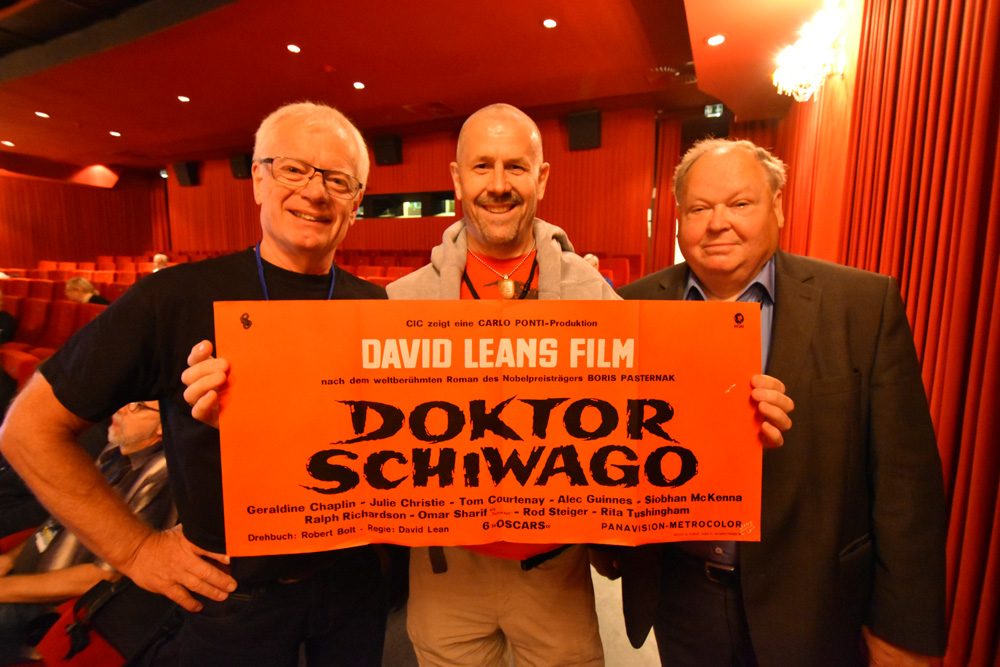 CIC zeigt eine CARLO PONTI-Produktion
DAVID LEANS FILM
nach dem weltberühmten Roman des Nobelpreisträgers BORIS PASTERNAK
DOKTOR
SCHIWAGO
Geraldine Chaplin - Julie Christie - Tom Courtenay - Alec Guinnes - Siobhan McKenna
Ralph Richardson - Omar Sharif - Rod Steiger - Rita Tushingham
Drehbuch: Robert Bolt - Regie: David Lean 6 »OSCARS« PANAVISION-METROCOLOR